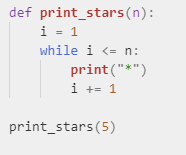 def print_stars(n):
    i = 1
    while i <= n:
        print("*")
        i += 1

print_stars(5)